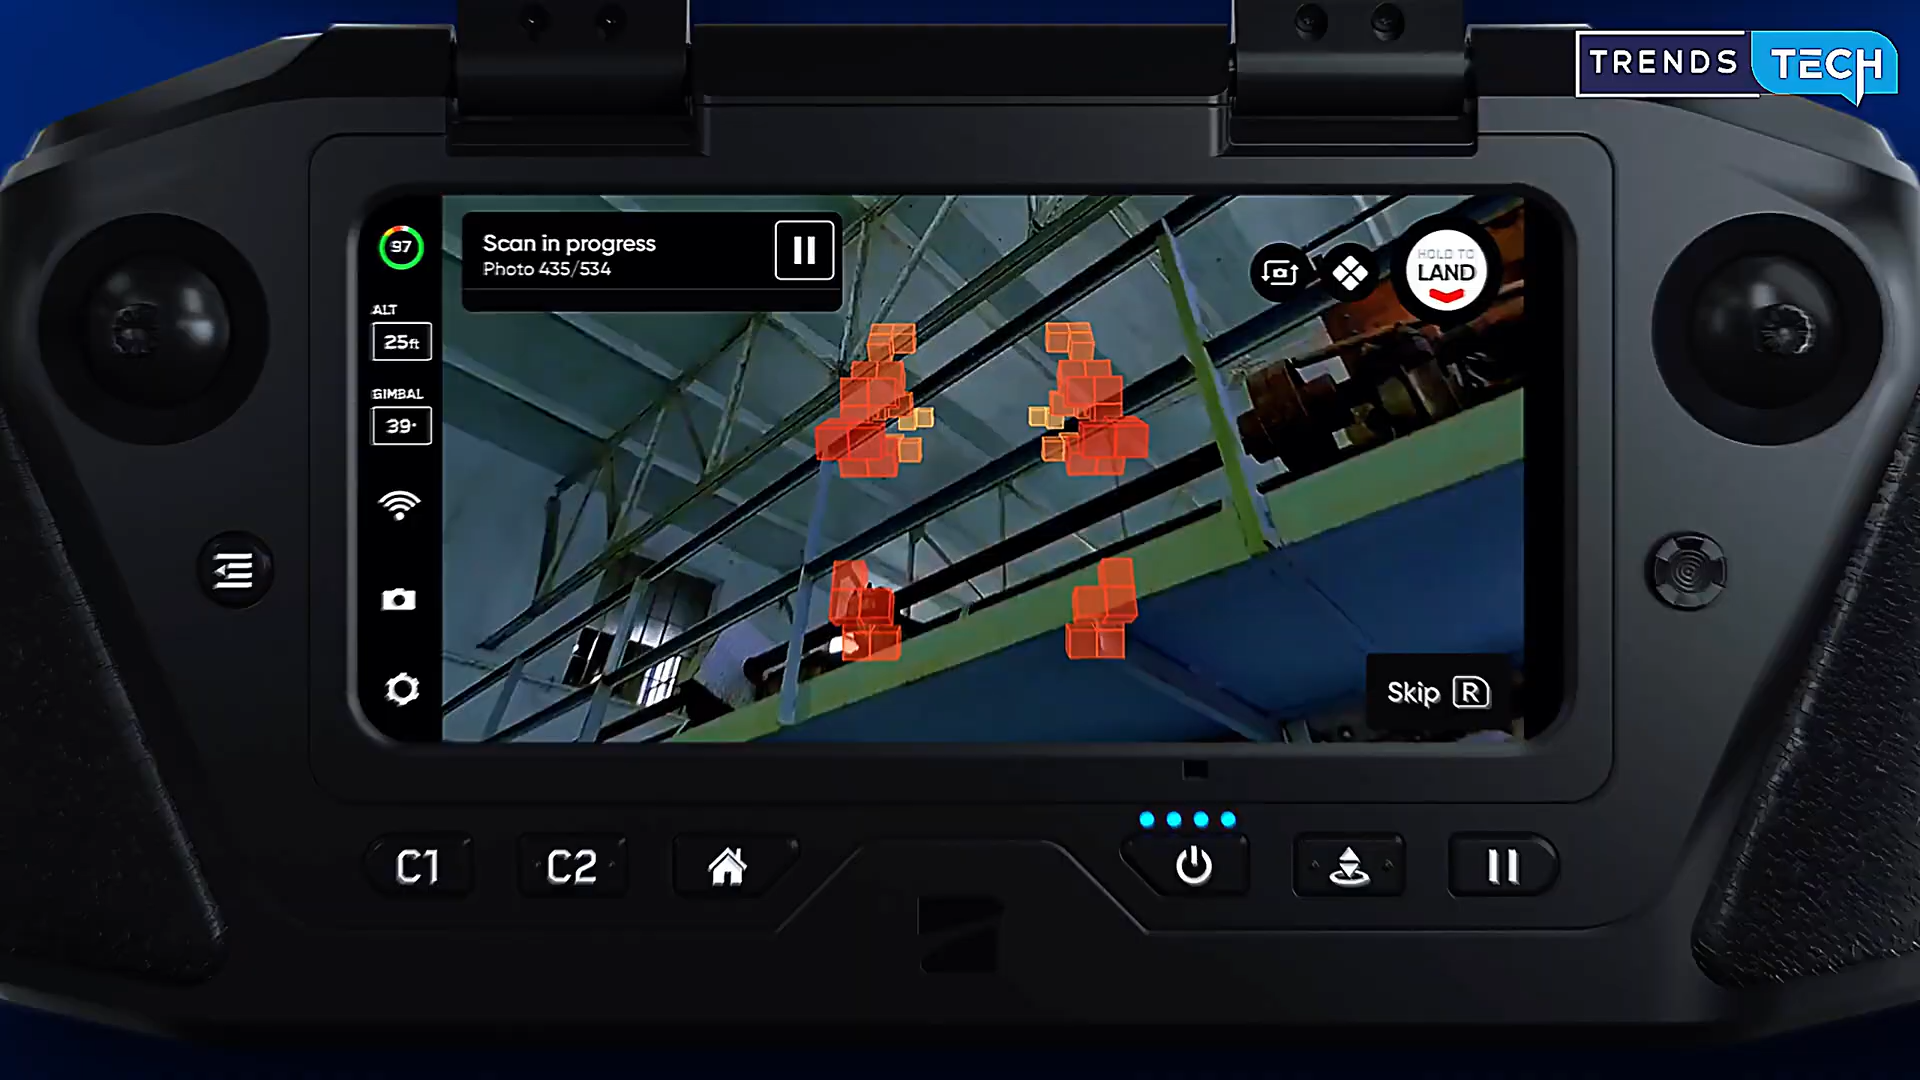 TRENDS TECH
97
Scan in progress
Photo 435/534
HOLD TO
LAND
ALT
25ft
GIMBAL
39°
Skip R
C1 C2